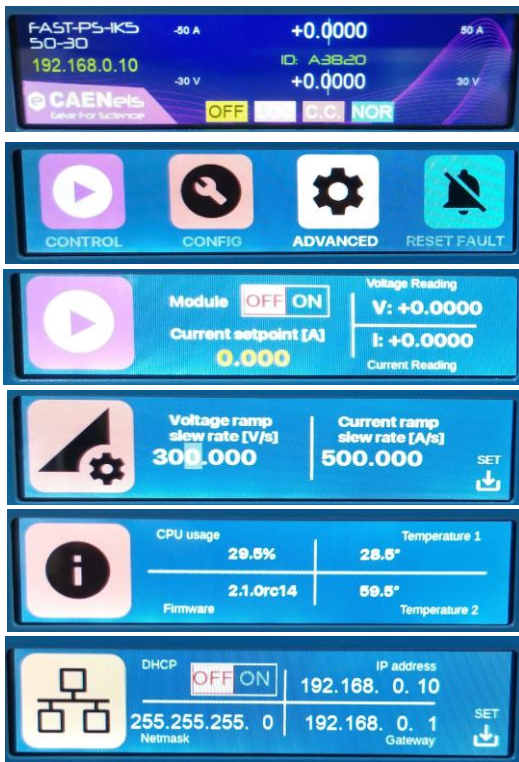 FAST-PS-1K5
50-30
-50 A
+0.0000
50 A
192.168.0.10
ID: A3820
-30 V
+0.0000
30 V
CAENels
Gear For Science
OFF
LOC
C.C.
NOR
CONTROL
CONFIG
ADVANCED
RESET FAULT
Module OFF ON
Current setpoint [A]
0.000
Voltage Reading
V: +0.0000
I: +0.0000
Current Reading
Voltage ramp
slew rate [V/s]
300.000
Current ramp
slew rate [A/s]
500.000
SET
CPU usage
29.5%
Temperature 1
28.5°
2.1.0rc14
Firmware
59.5°
Temperature 2
DHCP
OFF ON
IP address
192.168. 0. 10
255.255.255. 0
Netmask
192.168. 0. 1
Gateway
SET